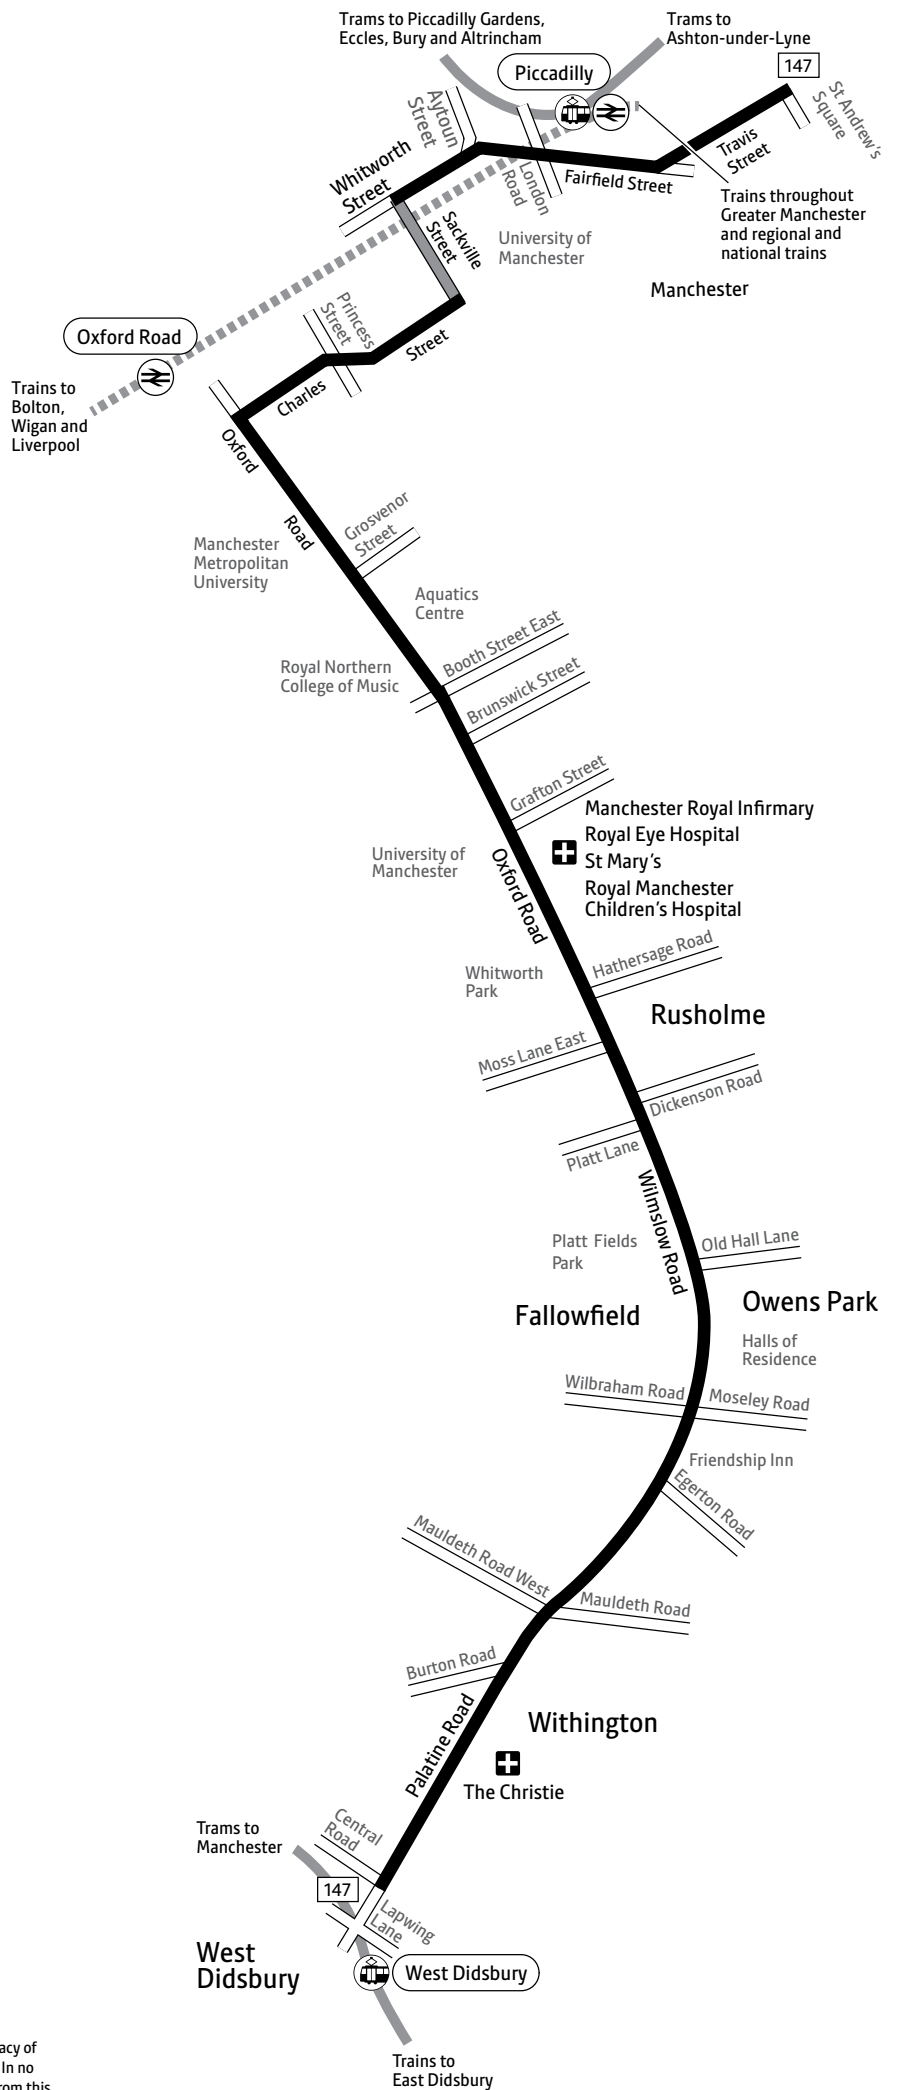 Trams to Piccadilly Gardens,
Eccles, Bury and Altrincham
Trams to
Ashton-under-Lyne
Piccadilly
147
St Andrew's
Square
Aytoun
Street
Travis
Street
Whitworth
Street
London
Road
Fairfield Street
Trains throughout
Greater Manchester
and regional and
national trains
Sackville
Street
University of
Manchester
Manchester
Princess
Street
Oxford Road
Street
Charles
Trains to
Bolton,
Wigan and
Liverpool
Oxford
Road
Grosvenor
Street
Manchester
Metropolitan
University
Aquatics
Centre
Booth Street East
Royal Northern
College of Music
Brunswick Street
Grafton Street
Manchester Royal Infirmary
Royal Eye Hospital
St Mary's
Royal Manchester
Children's Hospital
University of
Manchester
Oxford Road
Hathersage Road
Whitworth
Park
Rusholme
Moss Lane East
Dickenson Road
Platt Lane
Wilmslow Road
Platt Fields
Park
Old Hall Lane
Owens Park
Fallowfield
Halls of
Residence
Wilbraham Road
Moseley Road
Friendship Inn
Egerton Road
Mauldeth Road West
Mauldeth Road
Burton Road
Palatine Road
Withington
The Christie
Central
Road
Trams to
Manchester
147
Lapwing
Lane
West
Didsbury
West Didsbury
Trains to
East Didsbury
acy of
In no
rom this